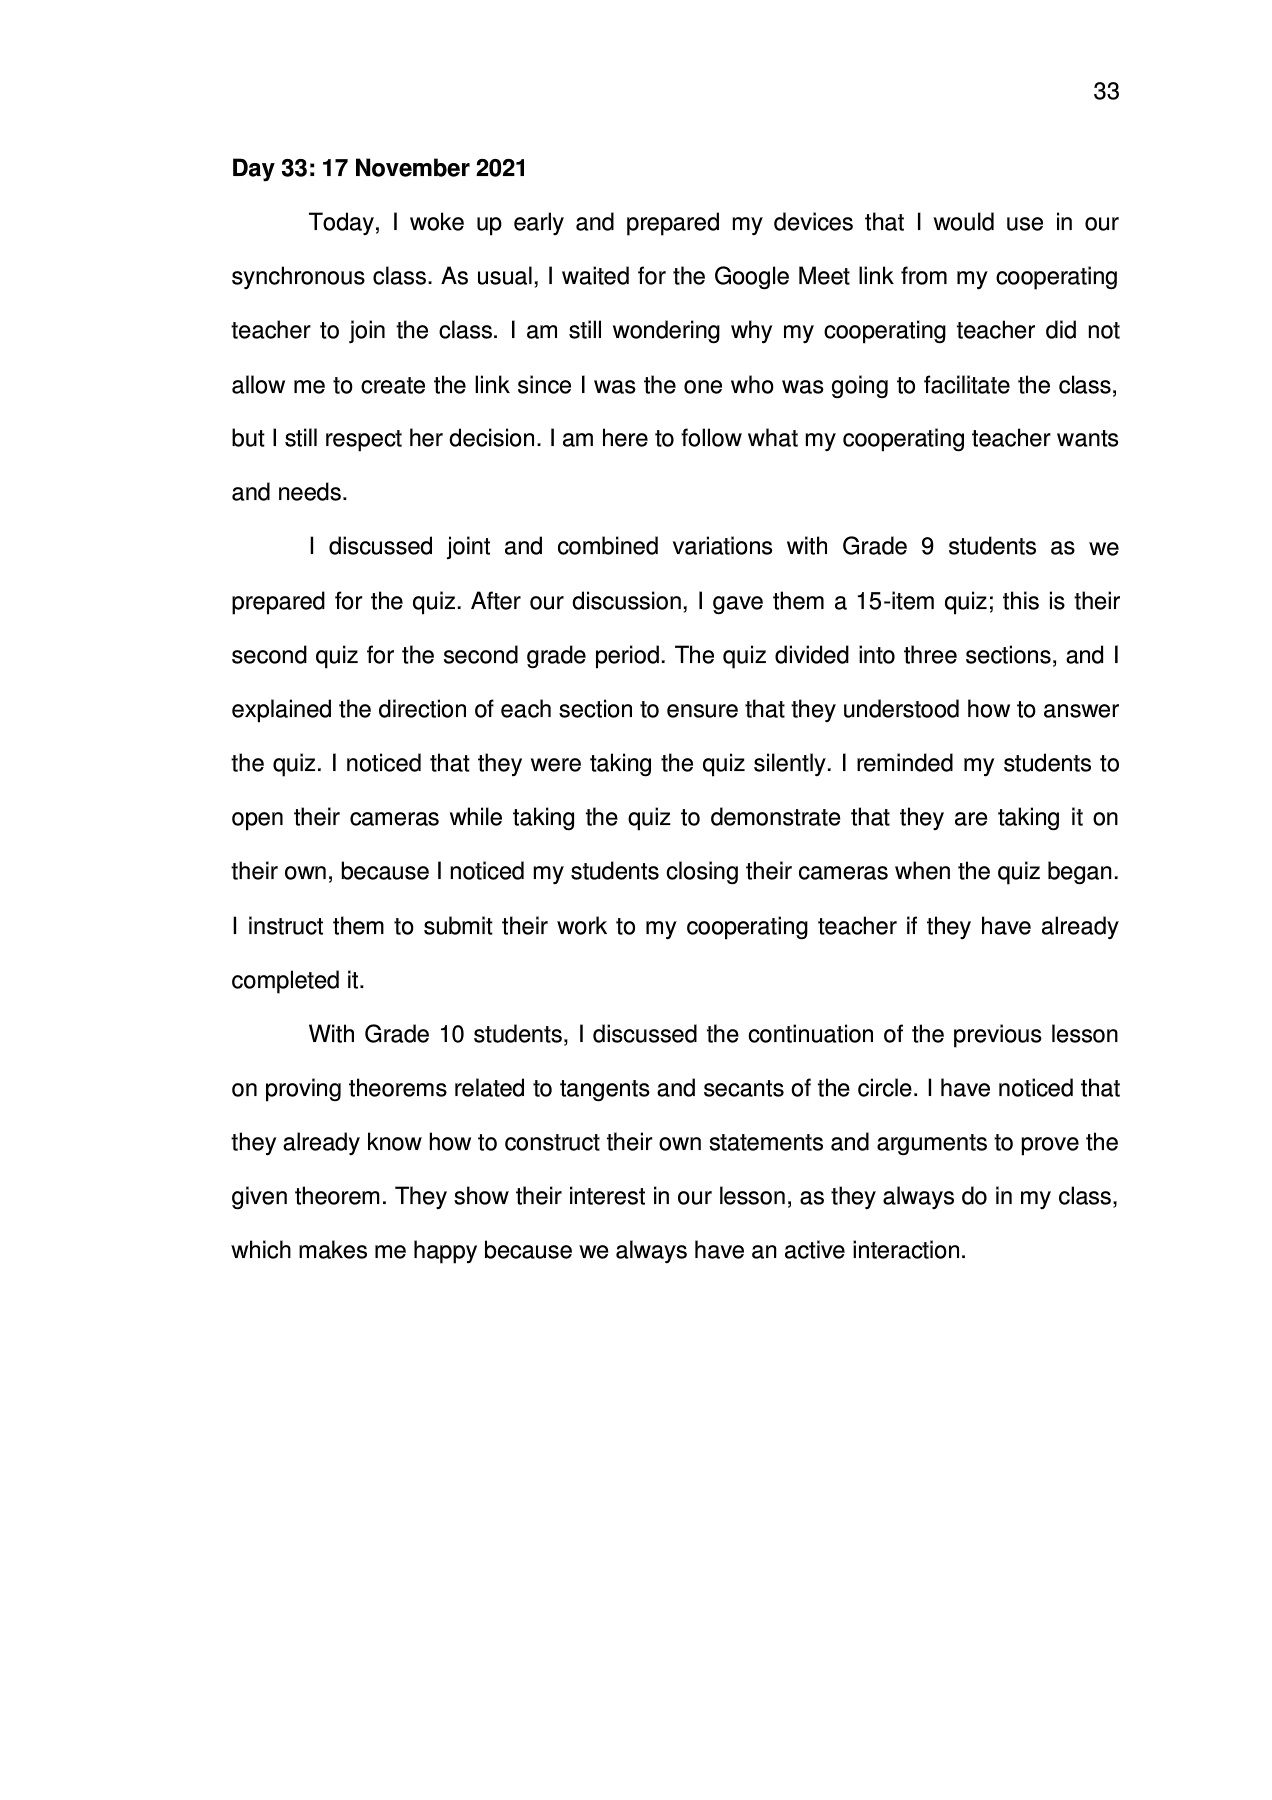 33
Day 33: 17 November 2021
Today, I woke up early and prepared my devices that I would use in our
synchronous class. As usual, I waited for the Google Meet link from my cooperating
teacher to join the class. I am still wondering why my cooperating teacher did not
allow me to create the link since I was the one who was going to facilitate the class,
but I still respect her decision. I am here to follow what my cooperating teacher wants
and needs.
I discussed joint and combined variations with Grade 9 students as we
prepared for the quiz. After our discussion, I gave them a 15-item quiz; this is their
second quiz for the second grade period. The quiz divided into three sections, and I
explained the direction of each section to ensure that they understood how to answer
the quiz. I noticed that they were taking the quiz silently. I reminded my students to
open their cameras while taking the quiz to demonstrate that they are taking it on
their own, because I noticed my students closing their cameras when the quiz began.
I instruct them to submit their work to my cooperating teacher if they have already
completed it.
With Grade 10 students, I discussed the continuation of the previous lesson
on proving theorems related to tangents and secants of the circle. I have noticed that
they already know how to construct their own statements and arguments to prove the
given theorem. They show their interest in our lesson, as they always do in my class,
which makes me happy because we always have an active interaction.